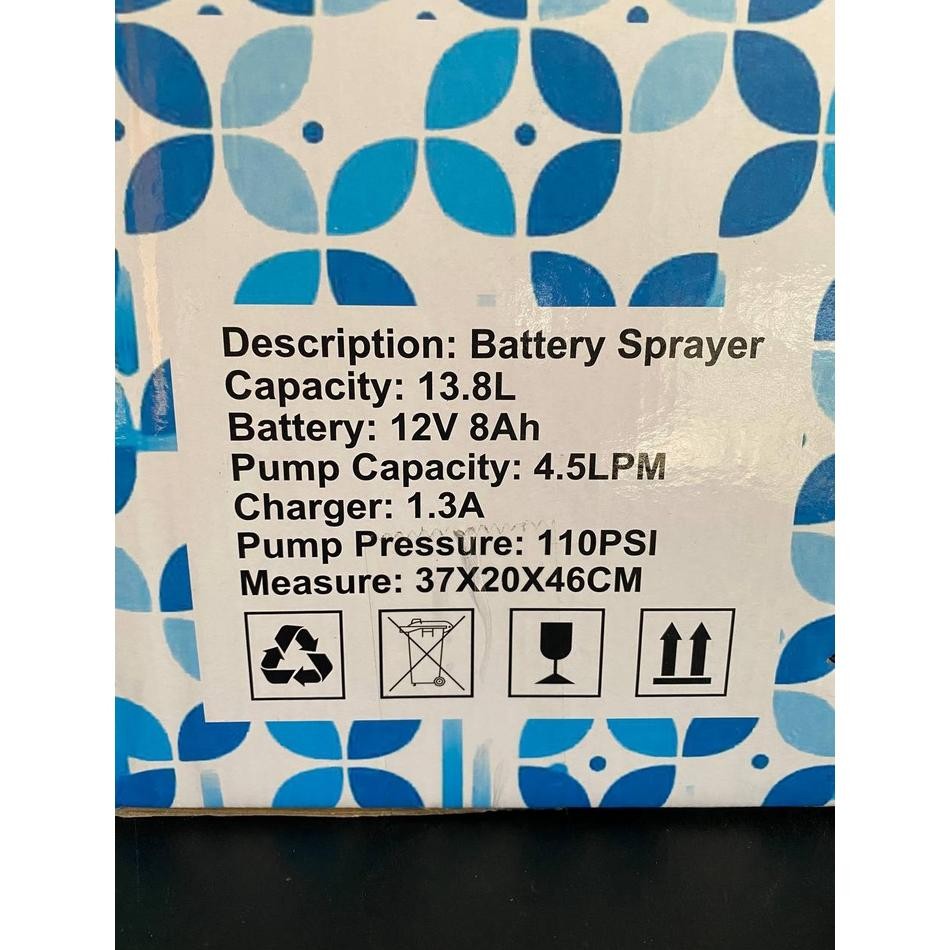 Description: Battery Sprayer
Capacity: 13.8L
Battery: 12V 8Ah
Pump Capacity: 4.5LPM
Charger: 1.3A
Pump Pressure: 110PSI
Measure: 37X20X46CM